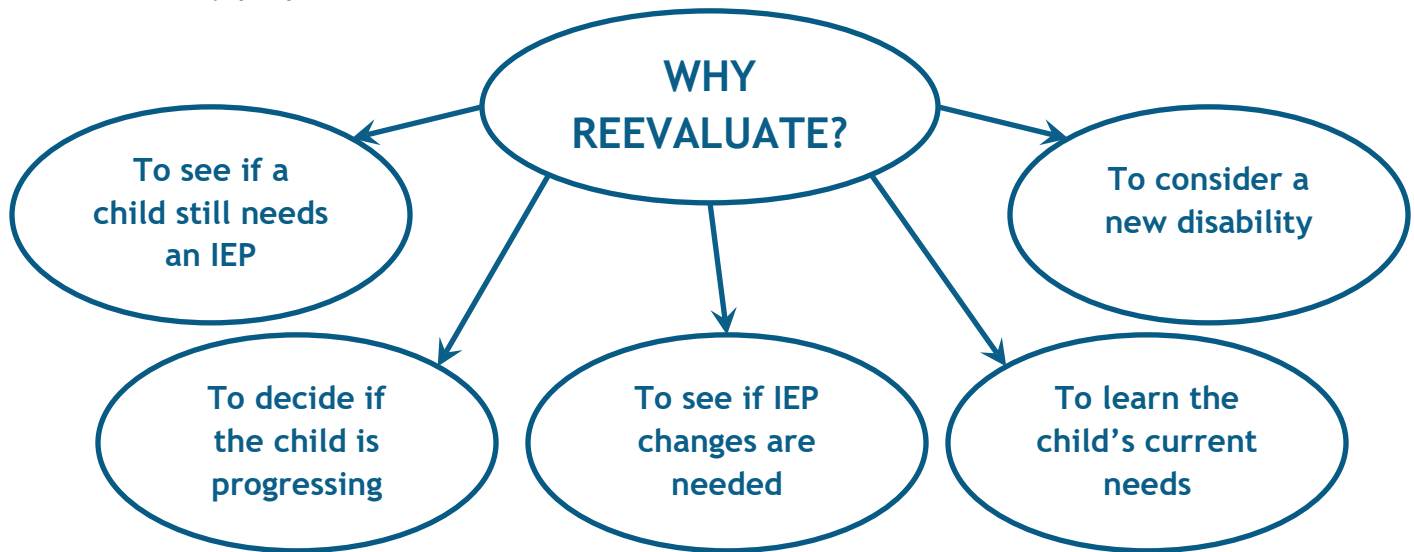 WHY
REEVALUATE?
To see if a
child still needs
an IEP
To consider a
new disability
To decide if
the child is
progressing
To see if IEP
changes are
needed
To learn the
child’s current
needs